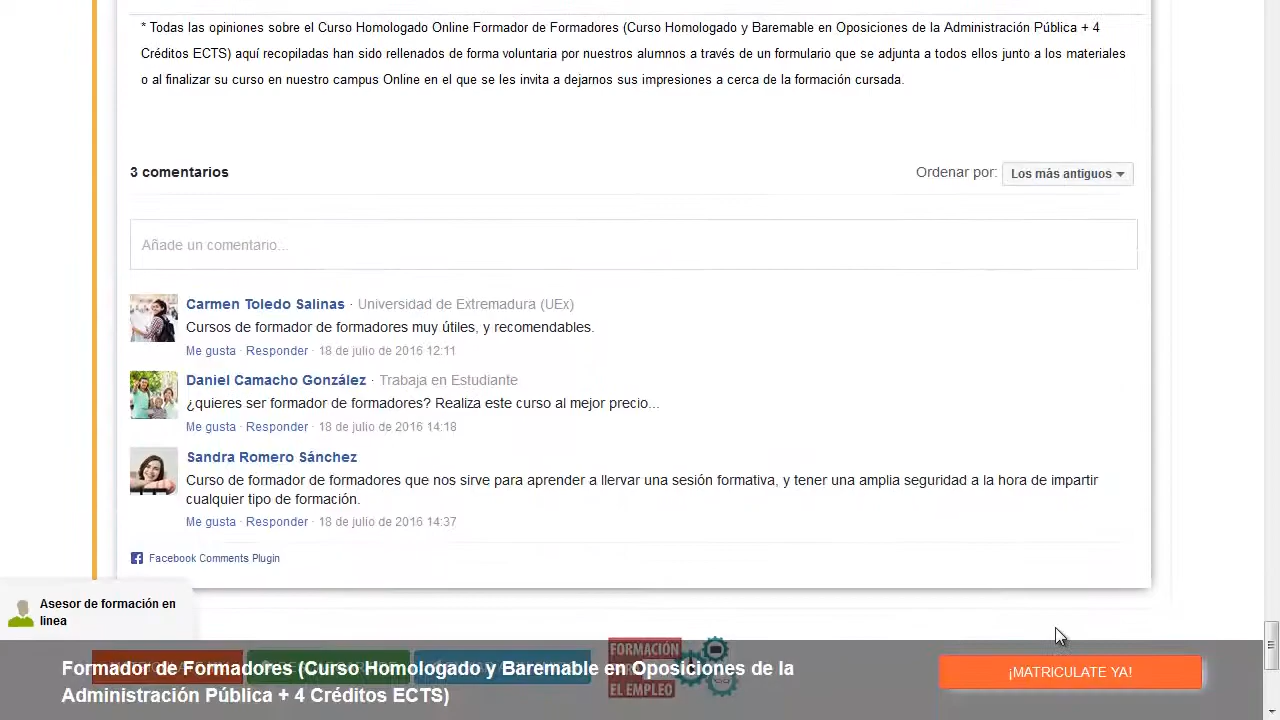 * Todas las opiniones sobre el Curso Homologado Online Formador de Formadores (Curso Homologado y Baremable en Oposiciones de la Administración Pública + 4
Créditos ECTS) aquí recopiladas han sido rellenados de forma voluntaria por nuestros alumnos a través de un formulario que se adjunta a todos ellos junto a los materiales
o al finalizar su curso en nuestro campus Online en el que se les invita a dejarnos sus impresiones a cerca de la formación cursada.
3 comentarios
Ordenar por: Los más antiguos
Añade un comentario...
Carmen Toledo Salinas · Universidad de Extremadura (UEx)
Cursos de formador de formadores muy útiles, y recomendables.
Me gusta · Responder · 18 de julio de 2016 12:11
Daniel Camacho González · Trabaja en Estudiante
¿quieres ser formador de formadores? Realiza este curso al mejor precio...
Me gusta · Responder · 18 de julio de 2016 14:18
Sandra Romero Sánchez
Curso de formador de formadores que nos sirve para aprender a llervar una sesión formativa, y tener una amplia seguridad a la hora de impartir
cualquier tipo de formación.
Me gusta · Responder · 18 de julio de 2016 14:37
Facebook Comments Plugin
Asesor de formación en
linea
FORMACIÓN
EL EMPLEO
Formador de Formadores (Curso Homologado y Baremable en Oposiciones de la
Administración Pública + 4 Créditos ECTS)
¡MATRICULATE YA!